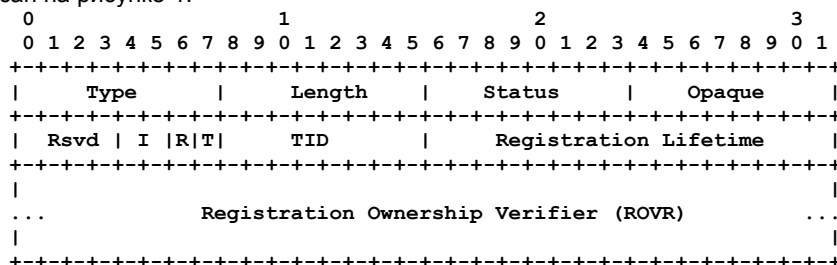 на рисунке
0 1 2 3
0 1 2 3 4 5 6 7 8 9 0 1 2 3 4 5 6 7 8 9 0 1 2 3 4 5 6 7 8 9 0 1
+-+-+-+-+-+-+-+-+-+-+-+-+-+-+-+-+-+-+-+-+-+-+-+-+-+-+-+-+-+-+-+-+
| Type | Length | Status | Opaque |
+-+-+-+-+-+-+-+-+-+-+-+-+-+-+-+-+-+-+-+-+-+-+-+-+-+-+-+-+-+-+-+-+
| Rsvd | I |R|T| TID | Registration Lifetime |
+-+-+-+-+-+-+-+-+-+-+-+-+-+-+-+-+-+-+-+-+-+-+-+-+-+-+-+-+-+-+-+-+
| |
... Registration Ownership Verifier (ROVR) ...
| |
+-+-+-+-+-+-+-+-+-+-+-+-+-+-+-+-+-+-+-+-+-+-+-+-+-+-+-+-+-+-+-+-+